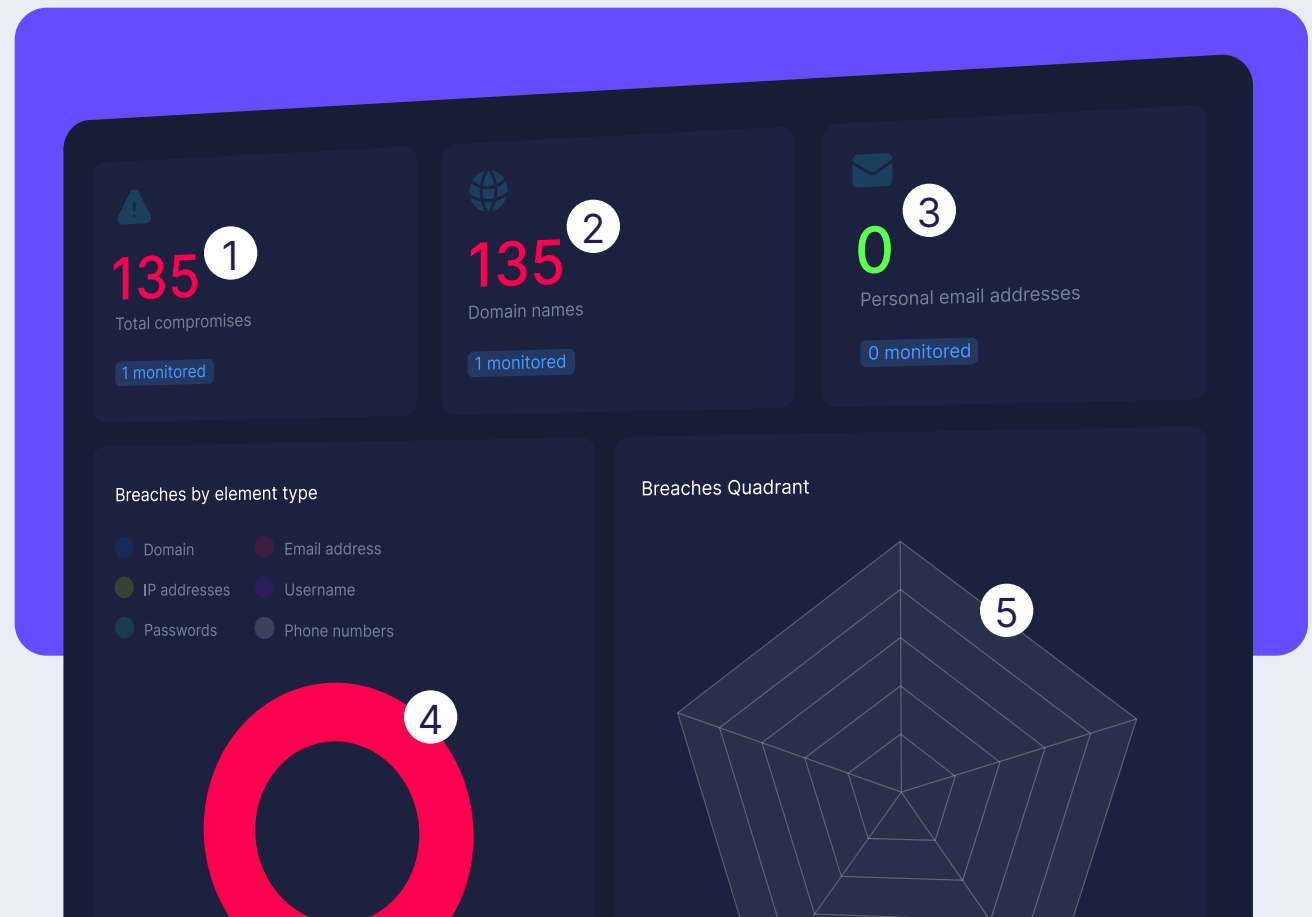 135
1
Total compromises
1 monitored
135
2
Domain names
1 monitored
0
3
Personal email addresses
0 monitored
Breaches by element type
Domain
Email address
IP addresses
Username
Passwords
Phone numbers
4
Breaches Quadrant
5